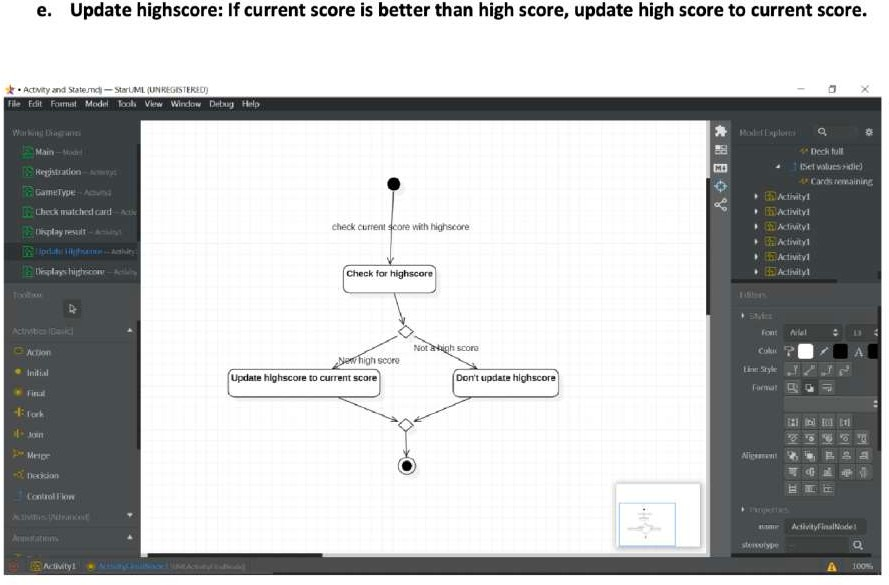 e. Update highscore: If current score is better than high score, update high score to current score.
Activity and State.mdj — StarUML (UNREGISTERED)
File Edit Format Model Tools View Window Debug Help
Working Diagrams
Main — Model
Registration — Activity1
GameType — Activity1
Check matched card — Activ
Display result — Activity1
Update Highscore — Activity
Displays highscore — Activity
Toolbox
Activities (Basic)
Action
Initial
Final
Fork
Join
Merge
Decision
Control Flow
Activities (Advanced)
Annotations
check current score with highscore
Check for highscore
Not a high score
New high score
Update highscore to current score
Don't update highscore
Model Explorer
Deck full
(Set values→idle)
Cards remaining
Activity1
Activity1
Activity1
Activity1
Activity1
Activity1
Editors
Styles
Font Arial 13
Color A
Line Style
Format
Alignment
Properties
name ActivityFinalNode1
stereotype
Activity1 ActivityFinalNode1 (UMLActivityFinalNode)
100%